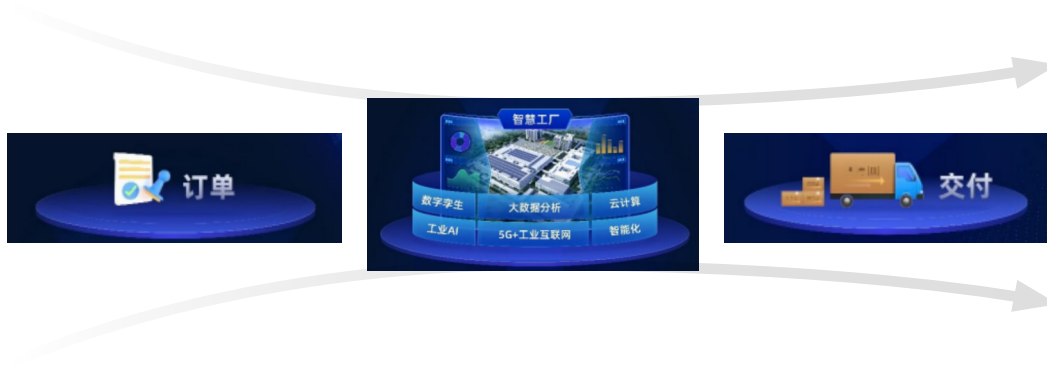 订单
智慧工厂
数字孪生
大数据分析
云计算
工业AI
5G+工业互联网
智能化
交付